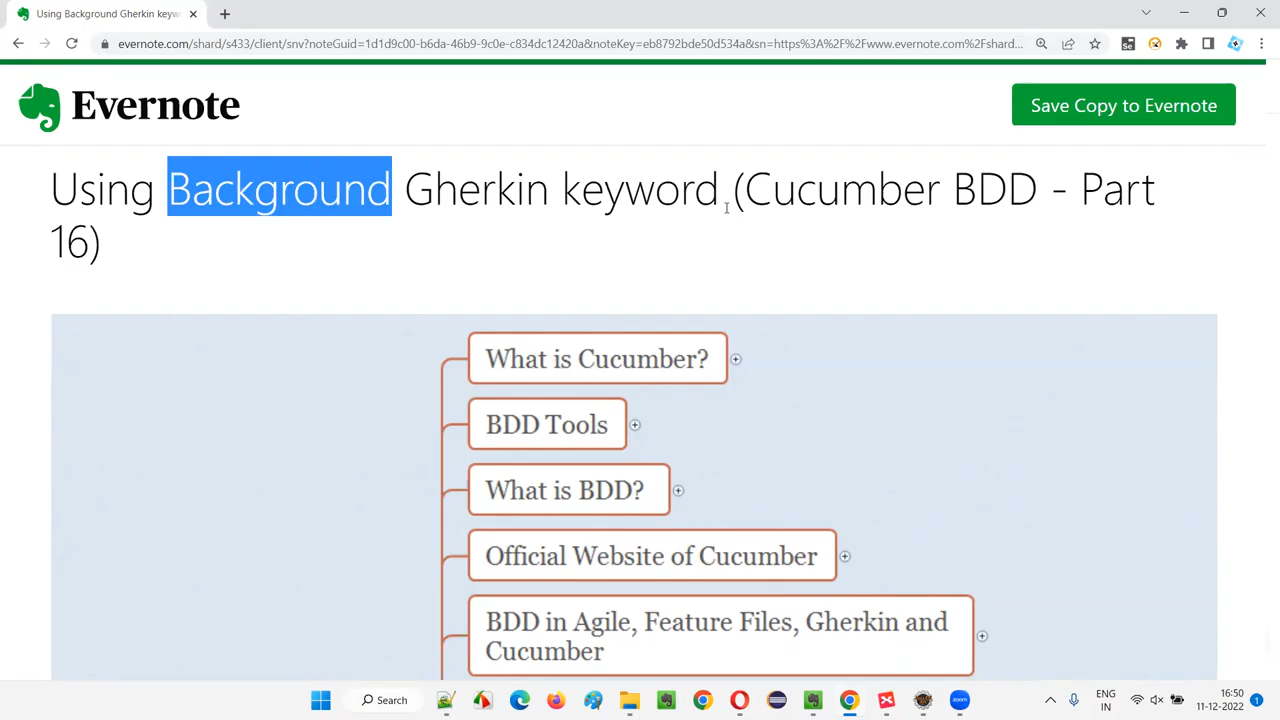 Using Background Gherkin keyw
evernote.com/shard/s433/client/snv?noteGuid=1d1d9c00-b5da-46b9-9c0e-c834dc12420a&noteKey=eb8792bde50d534a&sn=https%3A%2F%2Fwww.evernote.com%2Fshard...
Evernote
Save Copy to Evernote
Using Background Gherkin keyword (Cucumber BDD - Part
16)
What is Cucumber?
BDD Tools
What is BDD?
Official Website of Cucumber
BDD in Agile, Feature Files, Gherkin and
Cucumber
Search
ENG
IN
16:50
11-12-2022
1